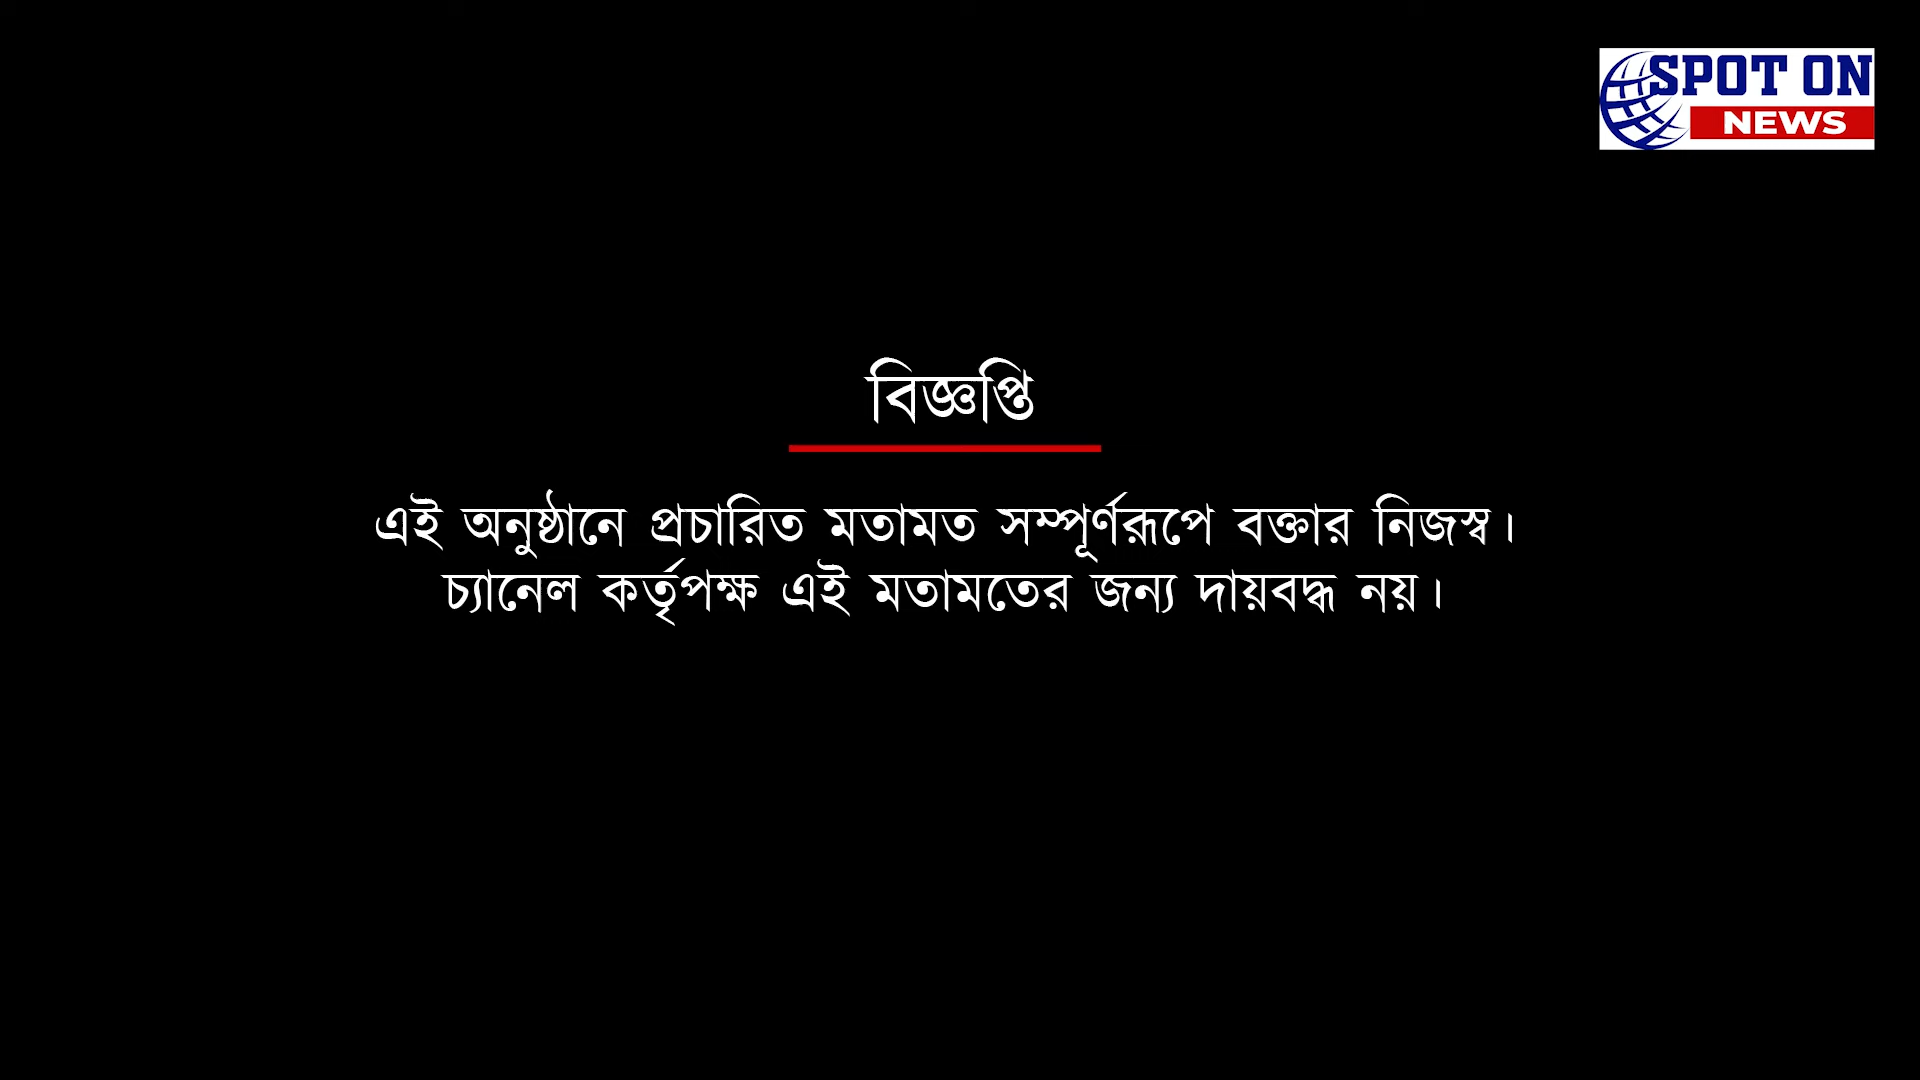 SPOT ON
NEWS
বিজ্ঞপ্তি
এই অনুষ্ঠানে প্রচারিত মতামত সম্পূর্ণরূপে বক্তার নিজস্ব।
চ্যানেল কর্তৃপক্ষ এই মতামতের জন্য দায়বদ্ধ নয়।